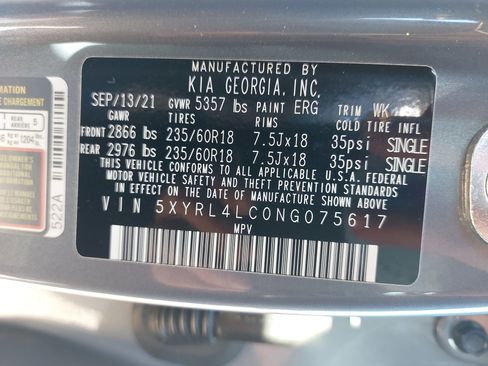 MANUFACTURED BY
KIA GEORGIA, INC.
SEP/13/21 GVWR 5357 lbs PAINT ERG TRIM WK
GAWR TIRES RIMS COLD TIRE INFL
FRONT 2866 lbs 235/60R18 7.5Jx18 35psi SINGLE
REAR 2976 lbs 235/60R18 7.5Jx18 35psi SINGLE
THIS VEHICLE CONFORMS TO ALL APPLICABLE U.S.A. FEDERAL
MOTOR VEHICLE SAFETY AND THEFT PREVENTION STANDARDS
IN EFFECT ON THE DATE OF MANUFACTURE SHOWN ABOVE.
VIN 5XYRL4LC0NG075617
MPV
REAR 5
522A